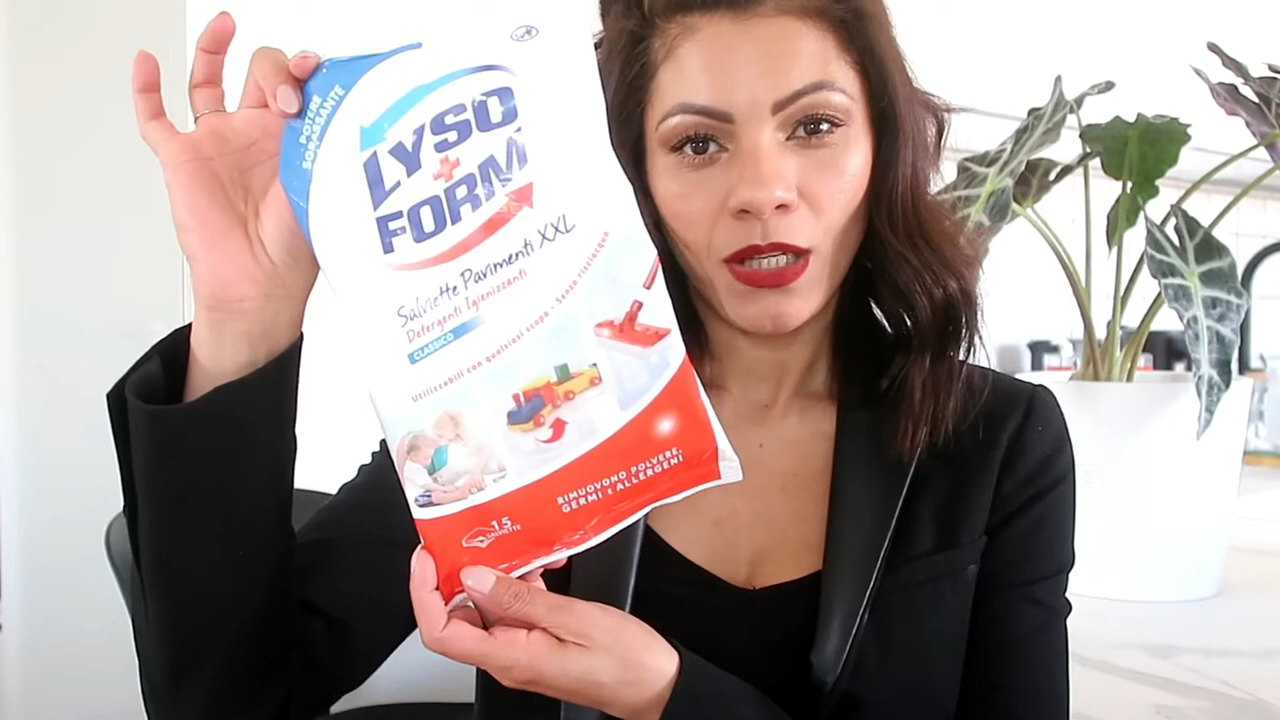 POTERE
SGRASSANTE
LYSO
FORM
Salviette Pavimenti XXL
Detergenti Igienizzanti
CLASSICO
Utilizzabili con qualsiasi scopa - Senza risciacquo
RIMUOVONO POLVERE,
GERMI E ALLERGENI
15
SALVIETTE